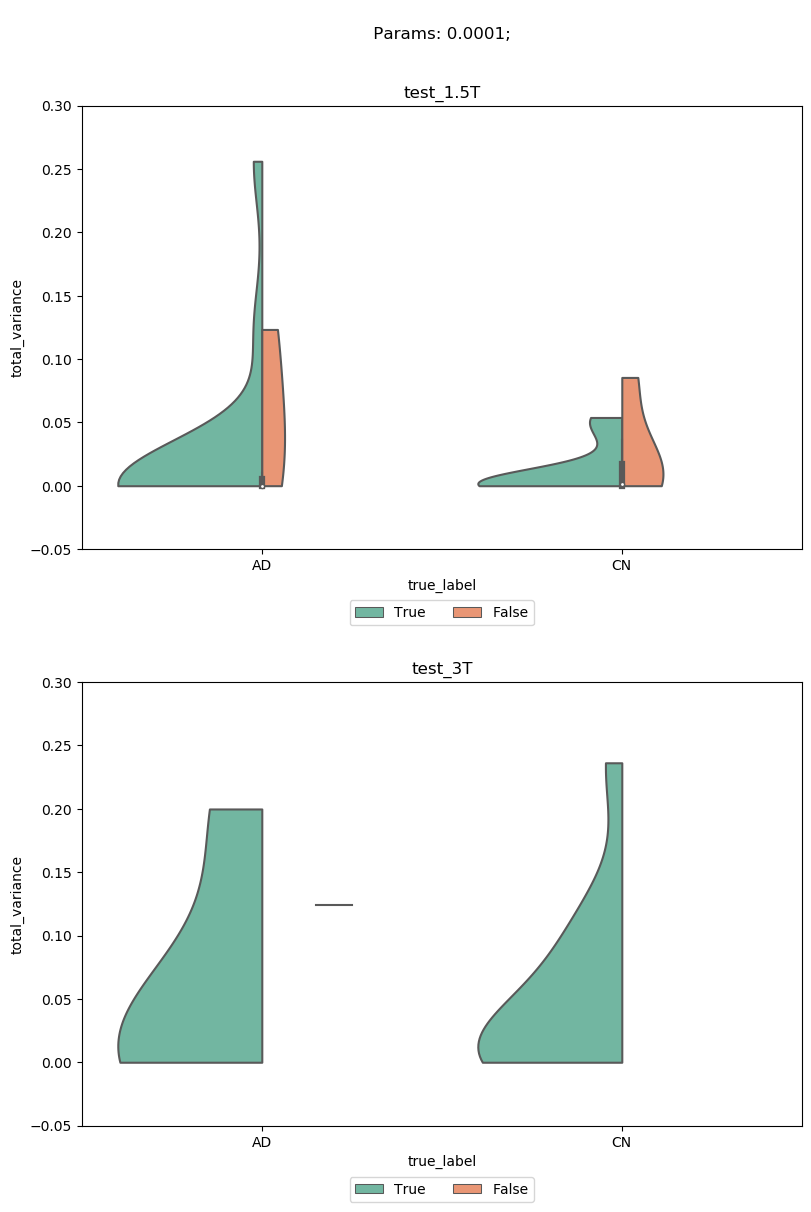 Params: 0.0001;
test_1.5T
0.30
0.25
0.20
0.15
0.10
0.05
0.00
−0.05
total_variance
AD CN
true_label
True False
test_3T
0.30
0.25
0.20
0.15
0.10
0.05
0.00
−0.05
total_variance
AD CN
true_label
True False